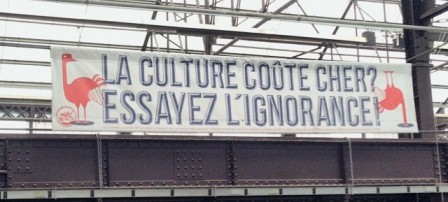 LA CULTURE COÛTE CHER?
ESSAYEZ L'IGNORANCE!